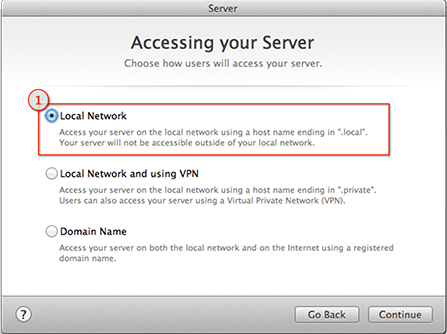 Server
Accessing your Server
Choose how users will access your server.
1
Local Network
Access your server on the local network using a host name ending in ".local".
Your server will not be accessible outside of your local network.
Local Network and using VPN
Access your server on the local network using a host name ending in ".private".
Users can also access your server using a Virtual Private Network (VPN).
Domain Name
Access your server on both the local network and on the Internet using a registered
domain name.
? Go Back Continue